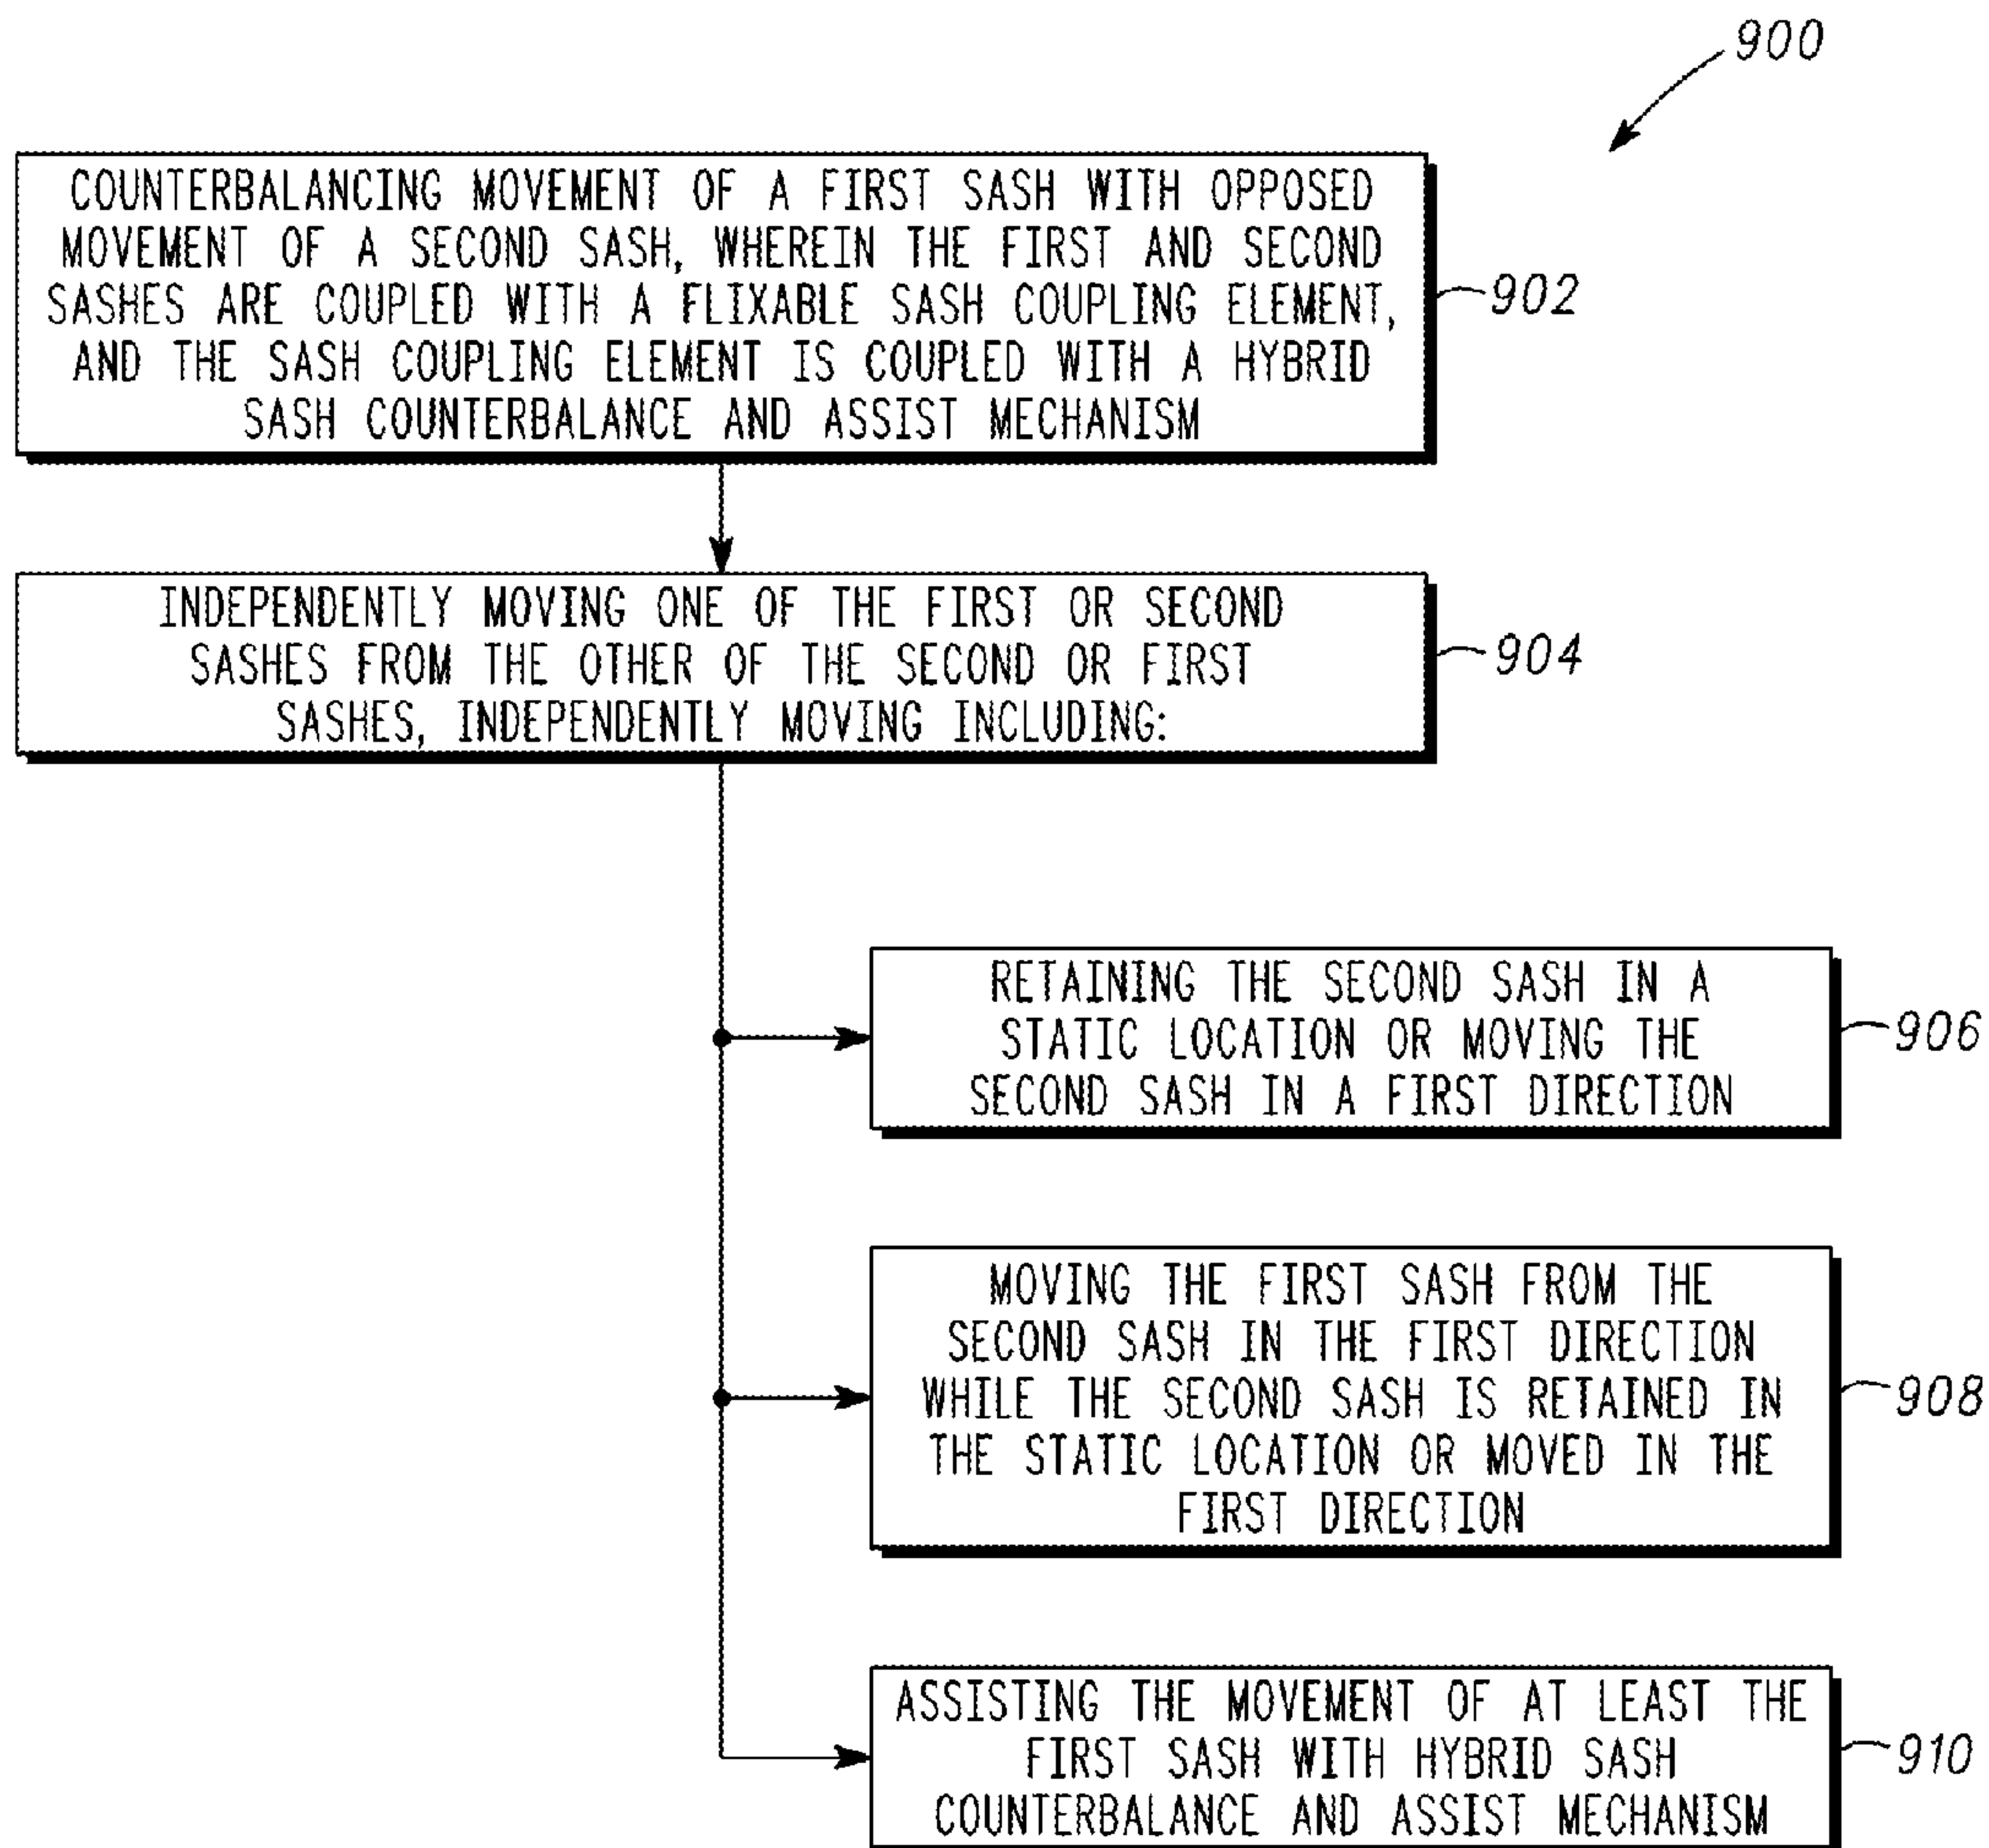 900
COUNTERBALANCING MOVEMENT OF A FIRST SASH WITH OPPOSED
MOVEMENT OF A SECOND SASH, WHEREIN THE FIRST AND SECOND
SASHES ARE COUPLED WITH A FLIXABLE SASH COUPLING ELEMENT,
AND THE SASH COUPLING ELEMENT IS COUPLED WITH A HYBRID
SASH COUNTERBALANCE AND ASSIST MECHANISM
902
INDEPENDENTLY MOVING ONE OF THE FIRST OR SECOND
SASHES FROM THE OTHER OF THE SECOND OR FIRST
SASHES, INDEPENDENTLY MOVING INCLUDING:
904
RETAINING THE SECOND SASH IN A
STATIC LOCATION OR MOVING THE
SECOND SASH IN A FIRST DIRECTION
906
MOVING THE FIRST SASH FROM THE
SECOND SASH IN THE FIRST DIRECTION
WHILE THE SECOND SASH IS RETAINED IN
THE STATIC LOCATION OR MOVED IN THE
FIRST DIRECTION
908
ASSISTING THE MOVEMENT OF AT LEAST THE
FIRST SASH WITH HYBRID SASH
COUNTERBALANCE AND ASSIST MECHANISM
910